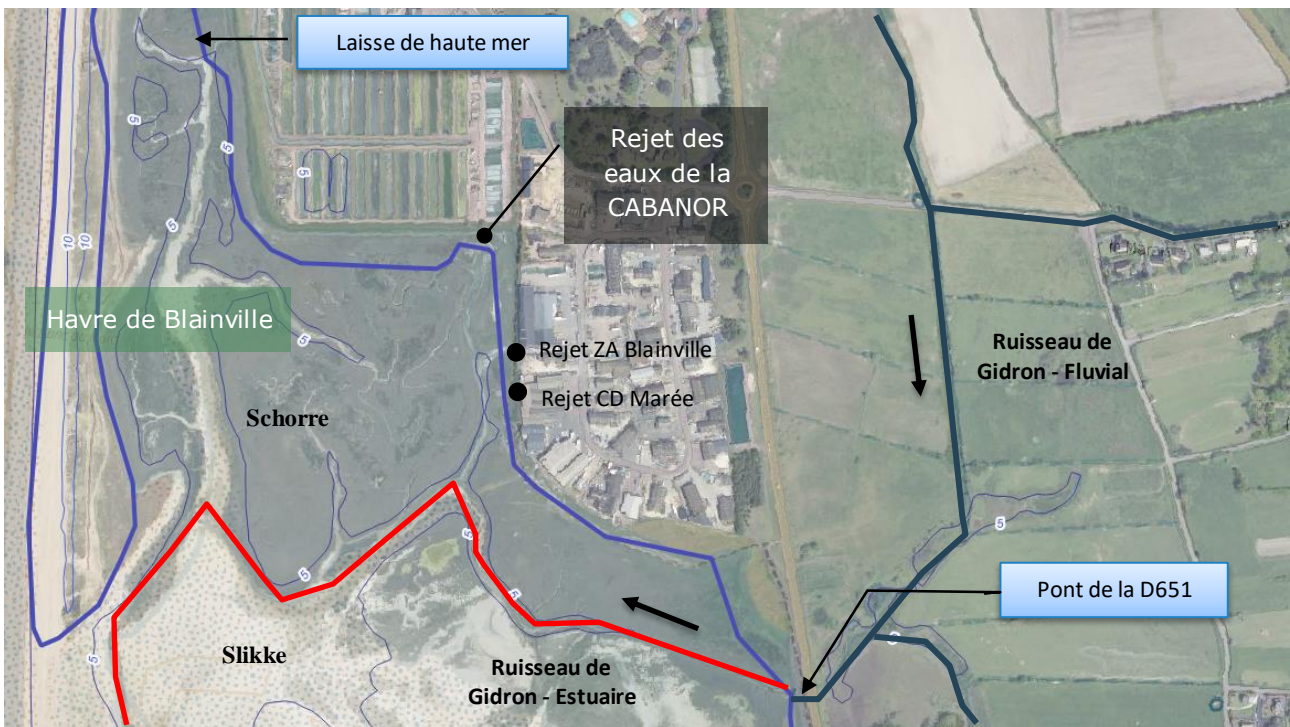 Laisse de haute mer
Rejet des
eaux de la
CABANOR
5
5
5
5
10
10
5
Havre de Blainville
Rejet ZA Blainville
Rejet CD Marée
Ruisseau de
Gidron - Fluvial
Schorre
5
5
5
5
5
Pont de la D651
Slikke
Ruisseau de
Gidron - Estuaire